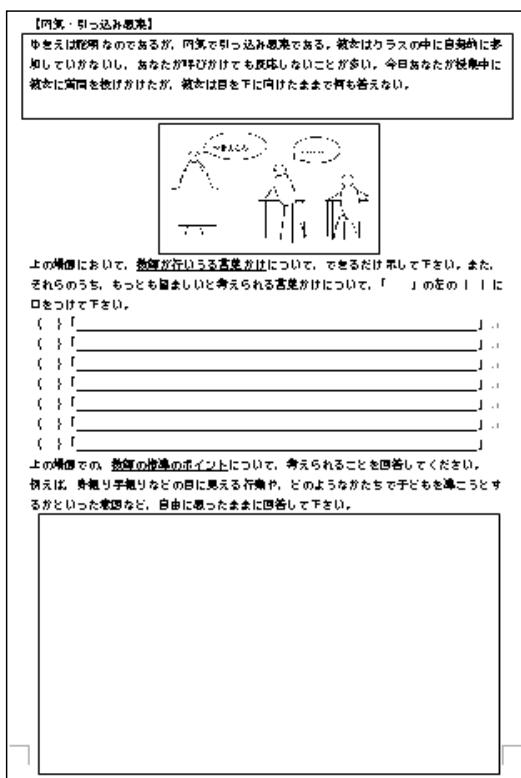 【内気・引っ込み思案】
ゆきえは聡明なのであるが，内気で引っ込み思案である。彼女はクラスの中に自発的に参
加していかないし，あなたが呼びかけても反応しないことが多い。今日あなたが授業中に
彼女に質問を投げかけたが，彼女は目を下に向けたままで何も答えない。
……
上の場面において，教師が行いうる言葉かけについて，できるだけ示して下さい。また，
それらのうち，もっとも望ましいと考えられる言葉かけについて，「　　」の左の（　）に
○をつけて下さい。
（　）「　　　　　　　　　　」
（　）「　　　　　　　　　　」
（　）「　　　　　　　　　　」
（　）「　　　　　　　　　　」
（　）「　　　　　　　　　　」
（　）「　　　　　　　　　　」
（　）「　　　　　　　　　　」
上の場面での，教師の指導のポイントについて，考えられることを回答してください。
例えば，身振り手振りなどの目に見える行動や，どのようなかたちで子どもを導こうとす
るかといった意図など，自由に思ったままに回答して下さい。